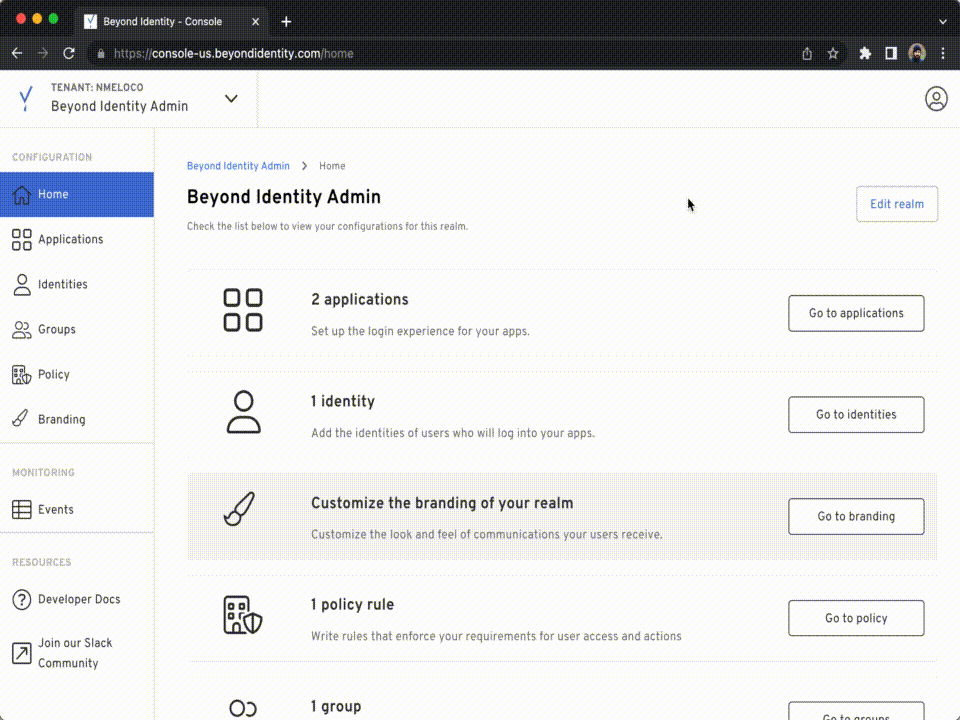 Beyond Identity - Console
https://console-us.beyondidentity.com/home
TENANT: NMELOCO
Beyond Identity Admin
CONFIGURATION
Home
Applications
Identities
Groups
Policy
Branding
MONITORING
Events
RESOURCES
Developer Docs
Join our Slack
Community
Beyond Identity Admin > Home
Beyond Identity Admin
Check the list below to view your configurations for this realm.
Edit realm
2 applications
Set up the login experience for your apps.
Go to applications
1 identity
Add the identities of users who will log into your apps.
Go to identities
Customize the branding of your realm
Customize the look and feel of communications your users receive.
Go to branding
1 policy rule
Write rules that enforce your requirements for user access and actions
Go to policy
1 group
Go to groups